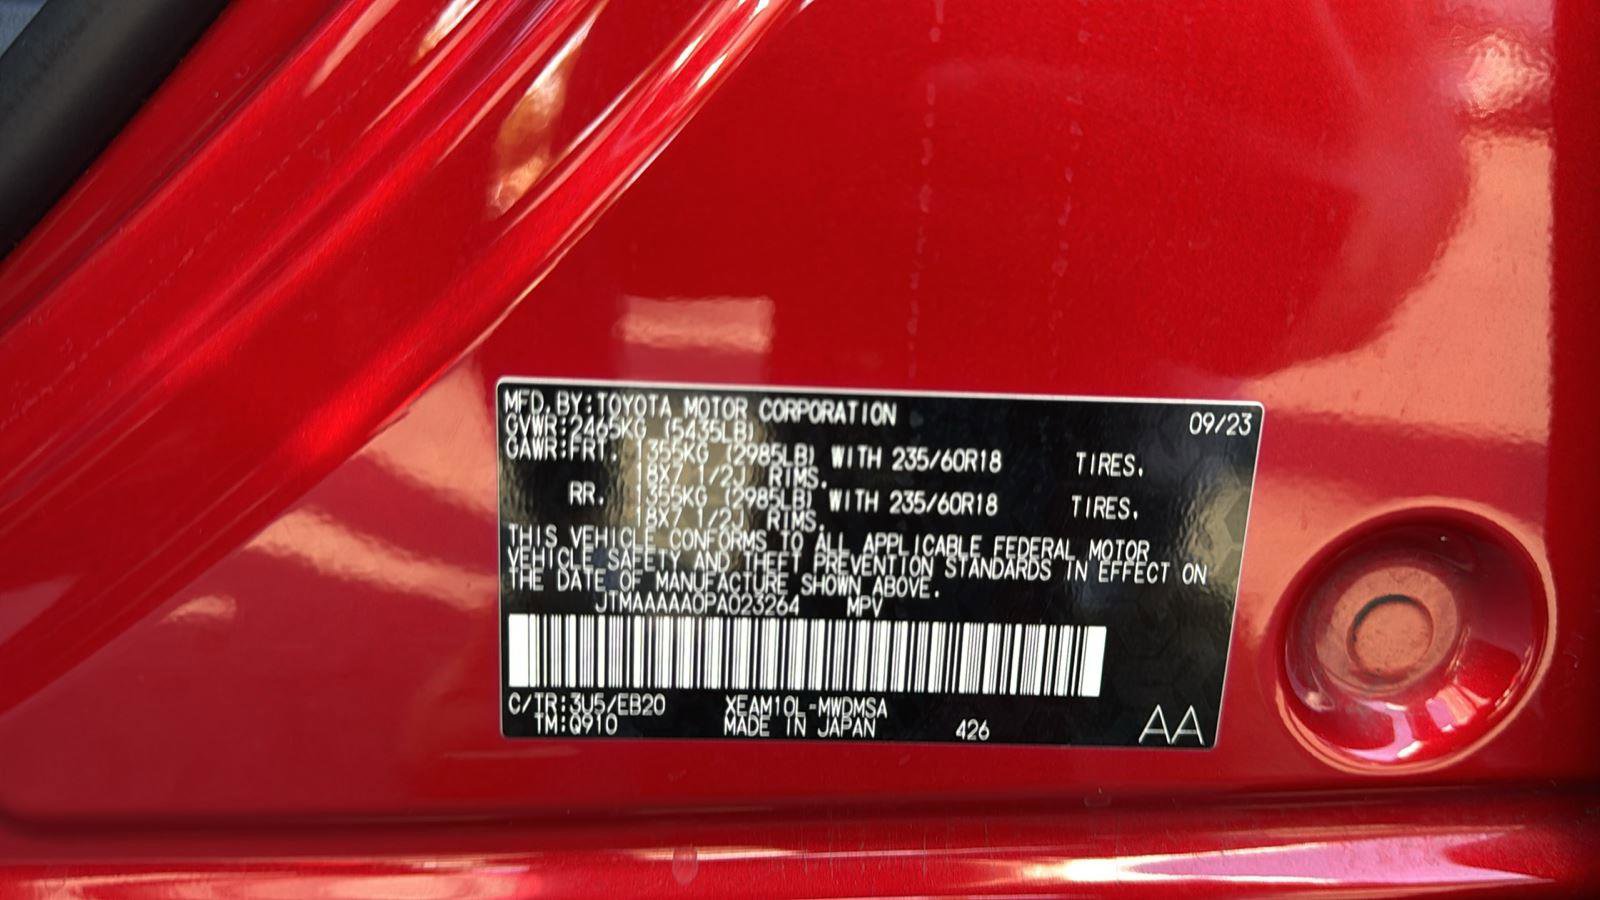 MFD. BY: TOYOTA MOTOR CORPORATION 09/23
GVWR: 2465KG (5435LB)
GAWR: FRT. 1355KG (2985LB) WITH 235/60R18 TIRES.
18X7 1/2J RIMS.
RR. 1355KG (2985LB) WITH 235/60R18 TIRES.
18X7 1/2J RIMS.
THIS VEHICLE CONFORMS TO ALL APPLICABLE FEDERAL MOTOR
VEHICLE SAFETY AND THEFT PREVENTION STANDARDS IN EFFECT ON
THE DATE OF MANUFACTURE SHOWN ABOVE.
JTMAAAAA0PA023264 MPV
C/TR: 3U5/EB20 XEAM10L-MWDMSA
TM: Q910 MADE IN JAPAN 426 AA